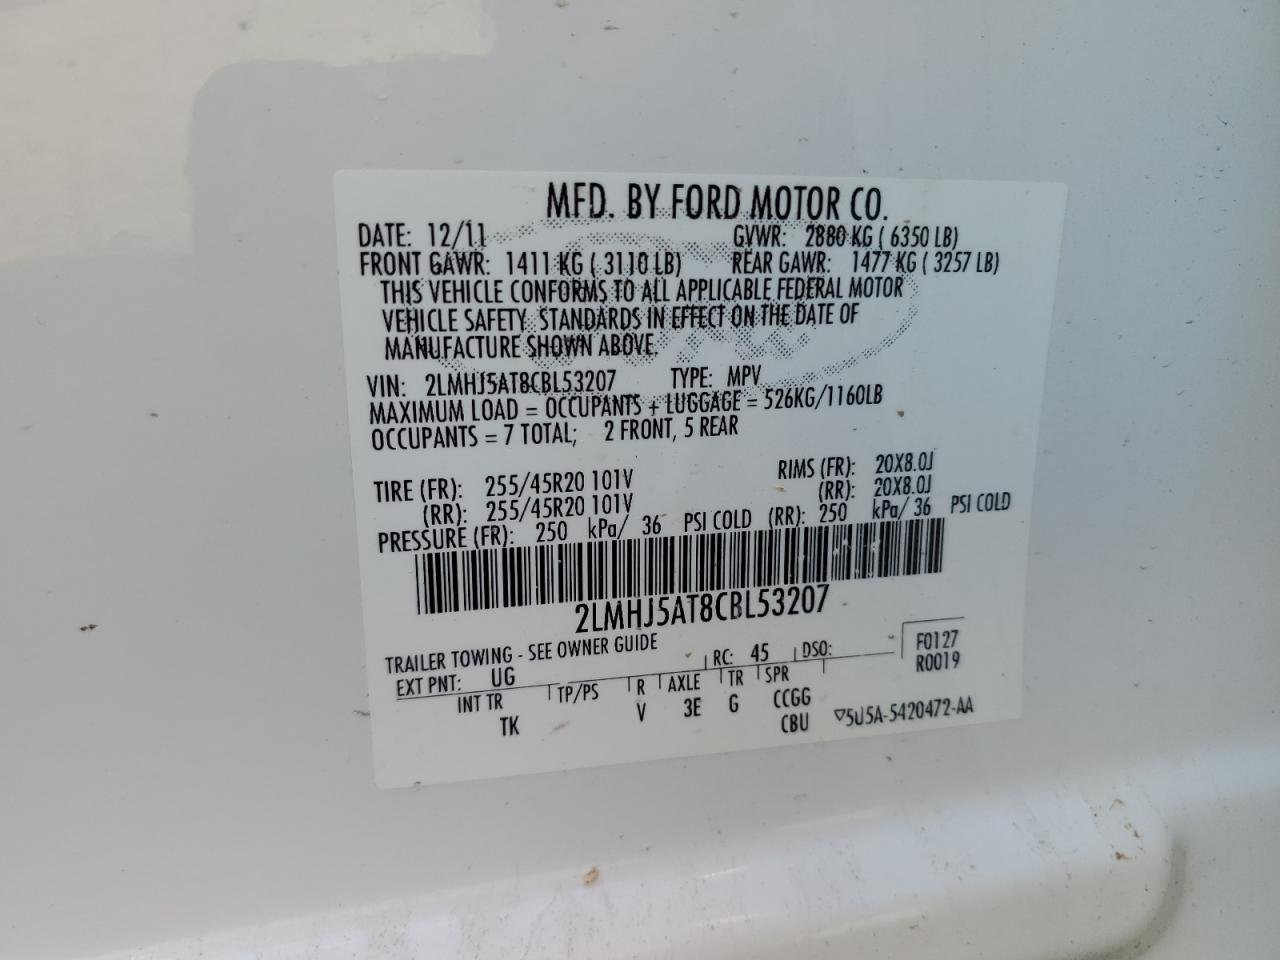 MFD. BY FORD MOTOR CO.
DATE: 12/11 GVWR: 2880 KG ( 6350 LB)
FRONT GAWR: 1411 KG ( 3110 LB) REAR GAWR: 1477 KG ( 3257 LB)
THIS VEHICLE CONFORMS TO ALL APPLICABLE FEDERAL MOTOR
VEHICLE SAFETY STANDARDS IN EFFECT ON THE DATE OF
MANUFACTURE SHOWN ABOVE.
VIN: 2LMHJ5AT8CBL53207 TYPE: MPV
MAXIMUM LOAD = OCCUPANTS + LUGGAGE = 526KG/1160LB
OCCUPANTS = 7 TOTAL; 2 FRONT, 5 REAR
TIRE (FR): 255/45R20 101V RIMS (FR): 20X8.0J
(RR): 255/45R20 101V (RR): 20X8.0J
PRESSURE (FR): 250 kPa/ 36 PSI COLD (RR): 250 kPa/ 36 PSI COLD
2LMHJ5AT8CBL53207
TRAILER TOWING - SEE OWNER GUIDE
EXT PNT: UG RC: 45 DSO: F0127
R0019
INT TR TP/PS R AXLE TR SPR
TK V 3E G CCGG
CBU ▽5U5A-5420472-AA